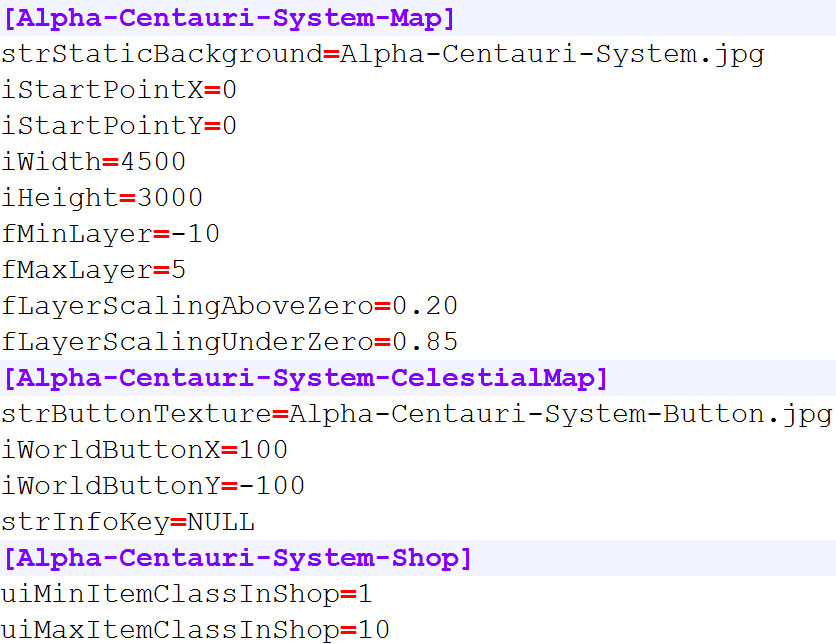 [Alpha-Centauri-System-Map]
strStaticBackground=Alpha-Centauri-System.jpg
iStartPointX=0
iStartPointY=0
iWidth=4500
iHeight=3000
fMinLayer=-10
fMaxLayer=5
fLayerScalingAboveZero=0.20
fLayerScalingUnderZero=0.85
[Alpha-Centauri-System-CelestialMap]
strButtonTexture=Alpha-Centauri-System-Button.jpg
iWorldButtonX=100
iWorldButtonY=-100
strInfoKey=NULL
[Alpha-Centauri-System-Shop]
uiMinItemClassInShop=1
uiMaxItemClassInShop=10